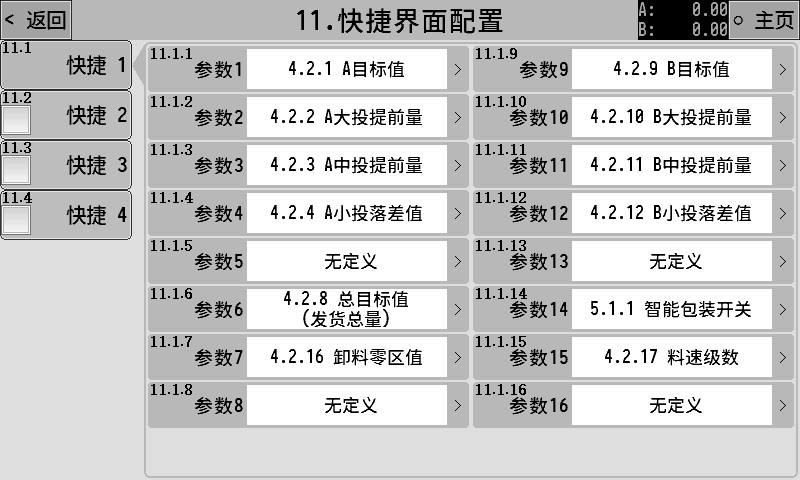 < 返回
11.快捷界面配置
A: 0.00
B: 0.00
主页
11.1
快捷 1
11.2
快捷 2
11.3
快捷 3
11.4
快捷 4
11.1.1
参数1
4.2.1 A目标值 >
11.1.2
参数2
4.2.2 A大投提前量 >
11.1.3
参数3
4.2.3 A中投提前量 >
11.1.4
参数4
4.2.4 A小投落差值 >
11.1.5
参数5
无定义 >
11.1.6
参数6
4.2.8 总目标值
(发货总量) >
11.1.7
参数7
4.2.16 卸料零区值 >
11.1.8
参数8
无定义 >
11.1.9
参数9
4.2.9 B目标值 >
11.1.10
参数10
4.2.10 B大投提前量 >
11.1.11
参数11
4.2.11 B中投提前量 >
11.1.12
参数12
4.2.12 B小投落差值 >
11.1.13
参数13
无定义 >
11.1.14
参数14
5.1.1 智能包装开关 >
11.1.15
参数15
4.2.17 料速级数 >
11.1.16
参数16
无定义 >